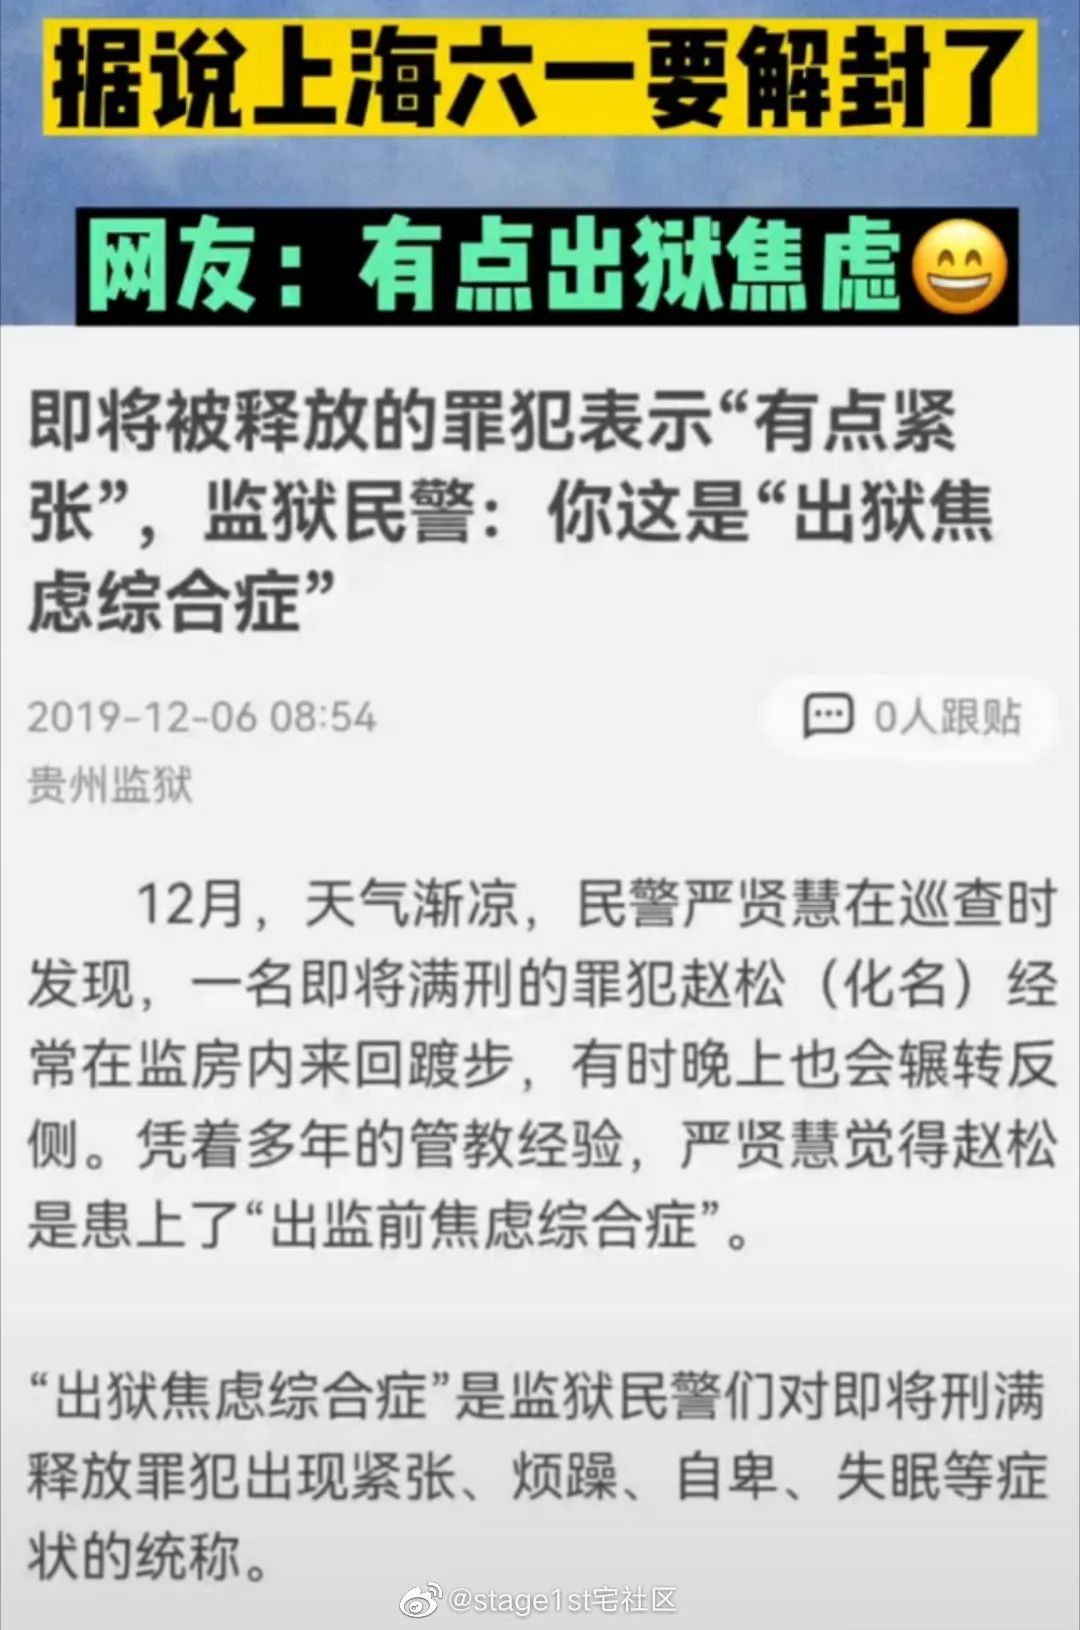 据说上海六一要解封了
网友：有点出狱焦虑😄
即将被释放的罪犯表示“有点紧
张”，监狱民警：你这是“出狱焦
虑综合症”
2019-12-06 08:54
0人跟贴
贵州监狱
12月，天气渐凉，民警严贤慧在巡查时
发现，一名即将满刑的罪犯赵松（化名）经
常在监房内来回踱步，有时晚上也会辗转反
侧。凭着多年的管教经验，严贤慧觉得赵松
是患上了“出监前焦虑综合症”。
“出狱焦虑综合症”是监狱民警们对即将刑满
释放罪犯出现紧张、烦躁、自卑、失眠等症
状的统称。
@stage1st宅社区